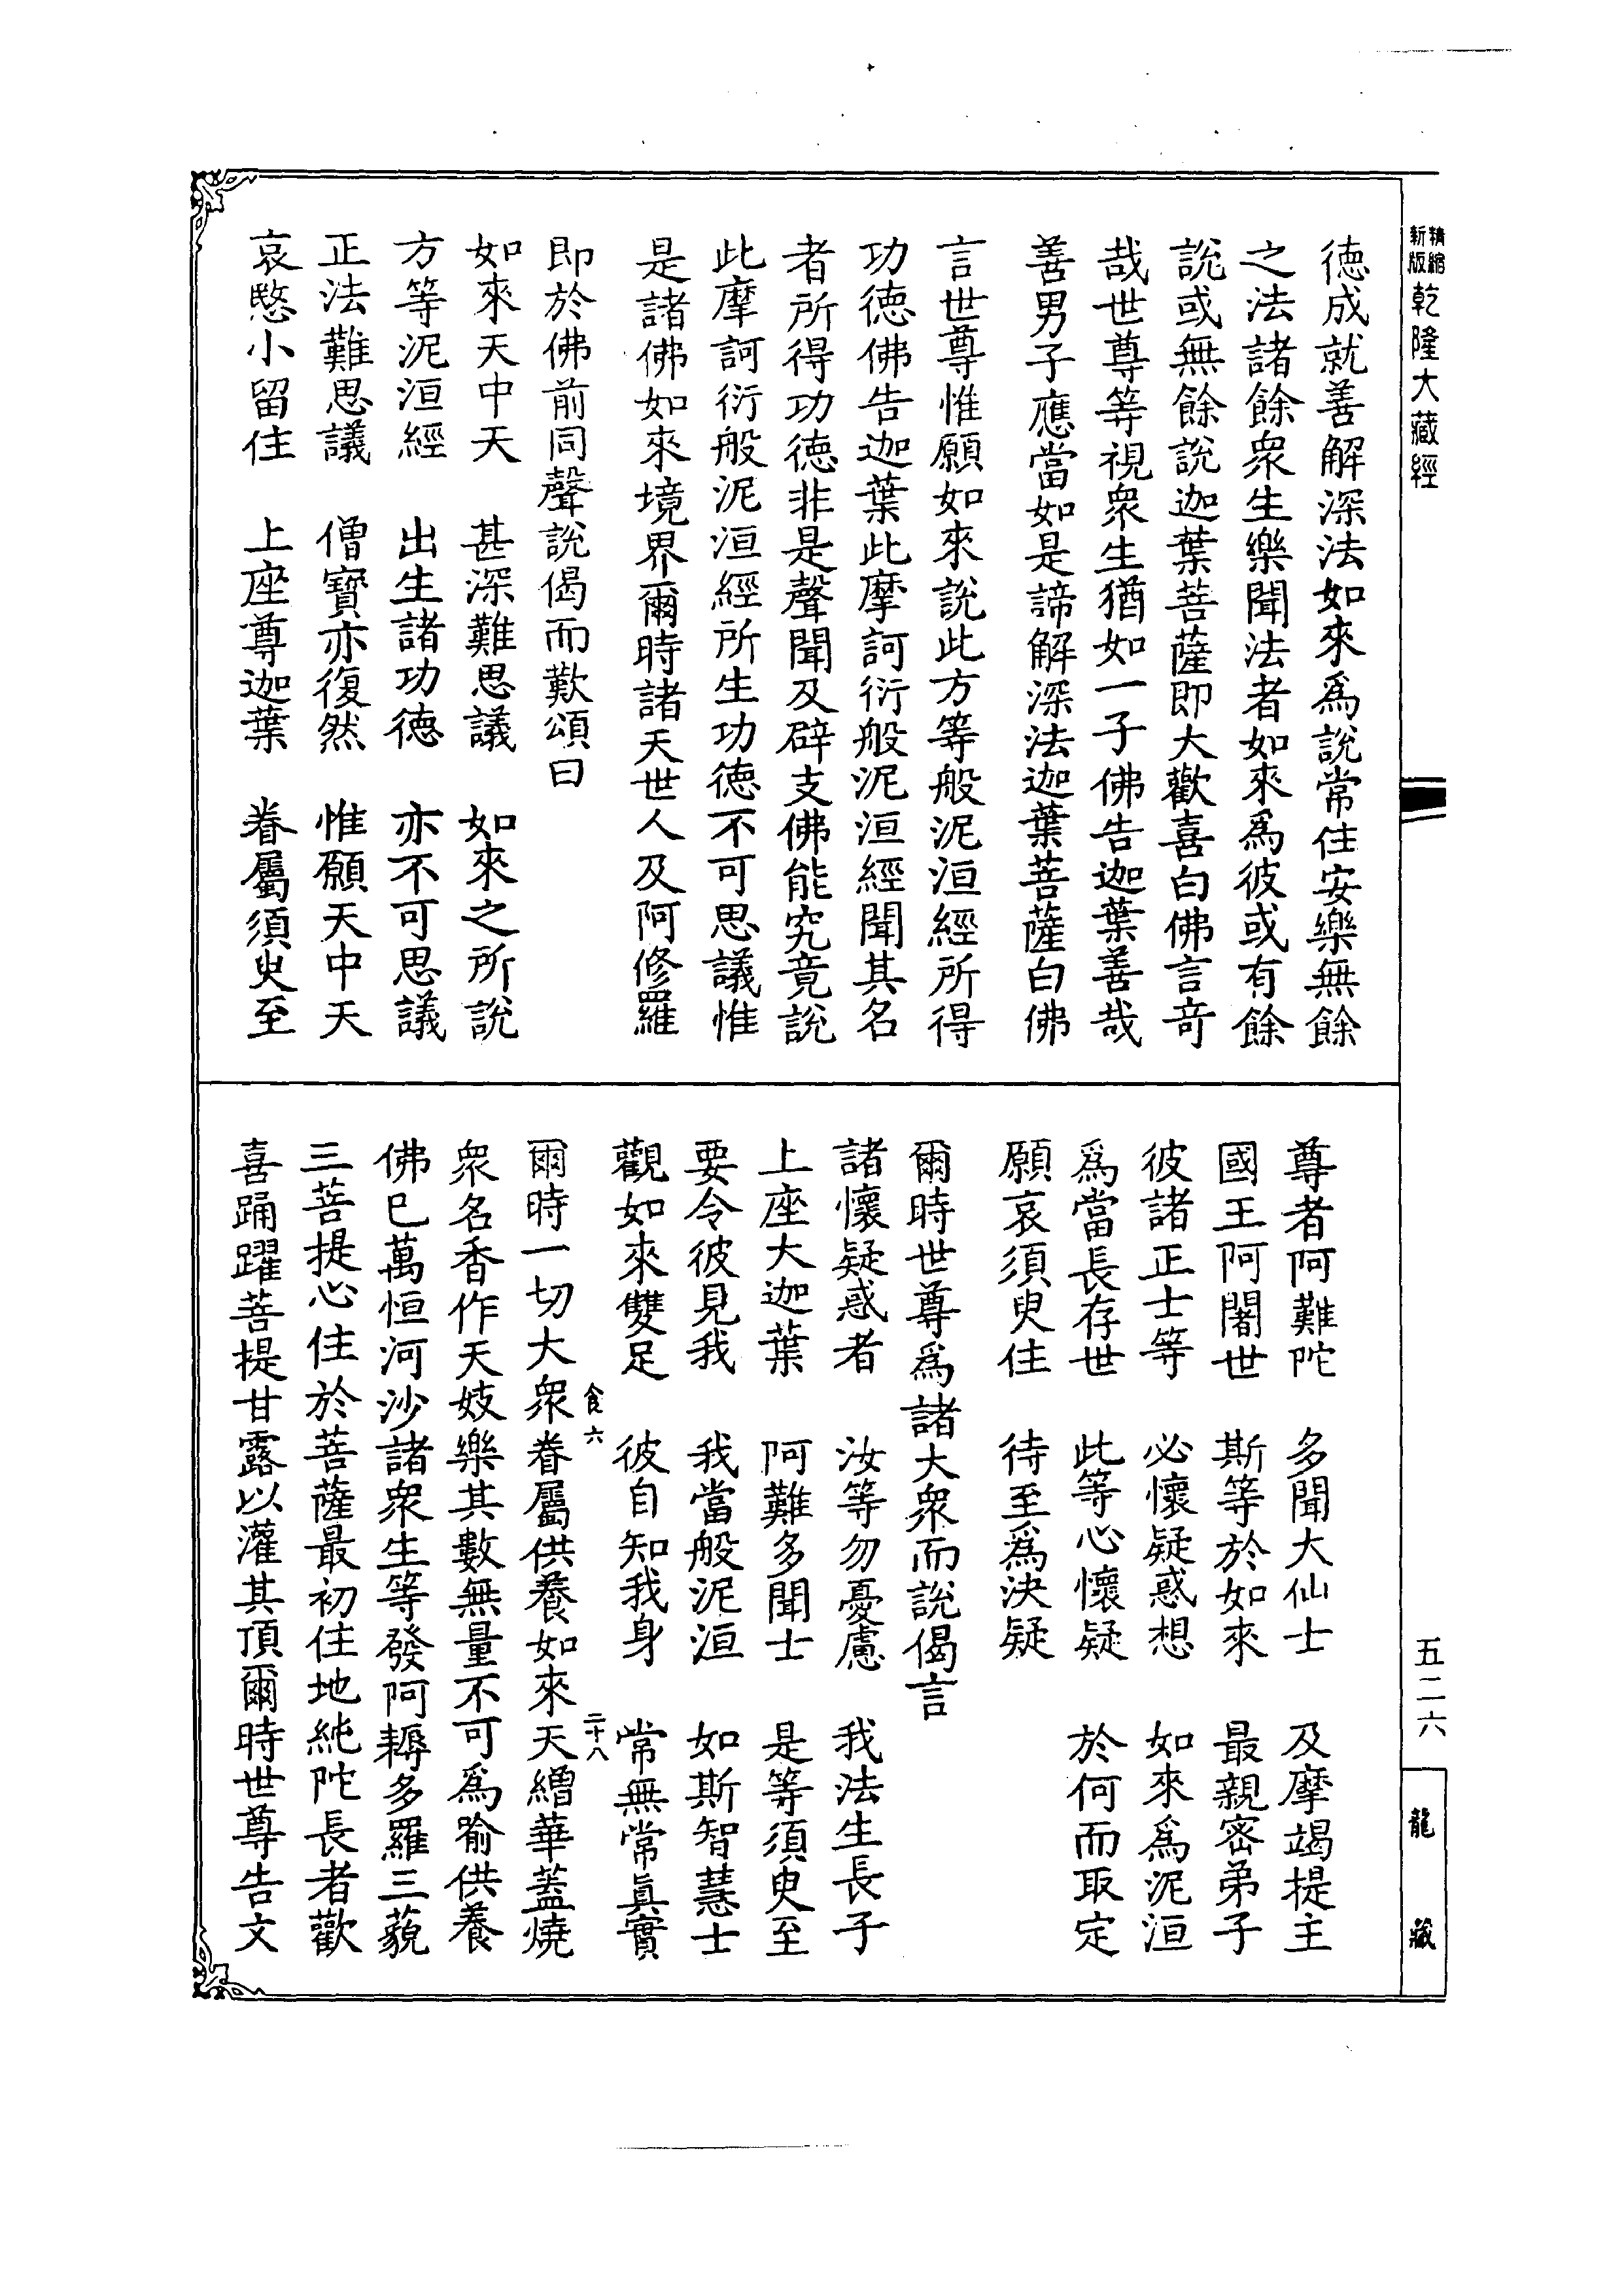 精縮
新版
乾隆大藏經
德成就善解深法如來爲說常住安樂無餘
之法諸餘衆生樂聞法者如來爲彼或有餘
說或無餘說迦葉菩薩即大歡喜白佛言奇
哉世尊等視衆生猶如一子佛告迦葉善哉
善男子應當如是諦解深法迦葉菩薩白佛
言世尊惟願如來說此方等般泥洹經所得
功德佛告迦葉此摩訶衍般泥洹經聞其名
者所得功德非是聲聞及辟支佛能究竟說
此摩訶衍般泥洹經所生功德不可思議惟
是諸佛如來境界爾時諸天世人及阿修羅
即於佛前同聲說偈而歎頌曰
如來天中天　甚深難思議　如來之所說
方等泥洹經　出生諸功德　亦不可思議
正法難思議　僧寶亦復然　惟願天中天
哀愍小留住　上座尊迦葉　眷屬須臾至
尊者阿難陀　多聞大仙士　及摩竭提主
國王阿闍世　斯等於如來　最親密弟子
彼諸正士等　必懷疑惑想　如來爲泥洹
爲當長存世　此等心懷疑　於何而取定
願哀須臾住　待至爲決疑
爾時世尊爲諸大衆而說偈言
諸懷疑惑者　汝等勿憂慮　我法生長子
上座大迦葉　阿難多聞士　是等須臾至
要令彼見我　我當般泥洹　如斯智慧士
觀如來雙足　彼自知我身　常無常眞實
食六　二十八
爾時一切大衆眷屬供養如來天繒華蓋燒
衆名香作天妓樂其數無量不可爲喻供養
佛已萬恒河沙諸衆生等發阿耨多羅三藐
三菩提心住於菩薩最初住地純陀長者歡
喜踊躍菩提甘露以灌其頂爾時世尊告文
五二六
龍藏